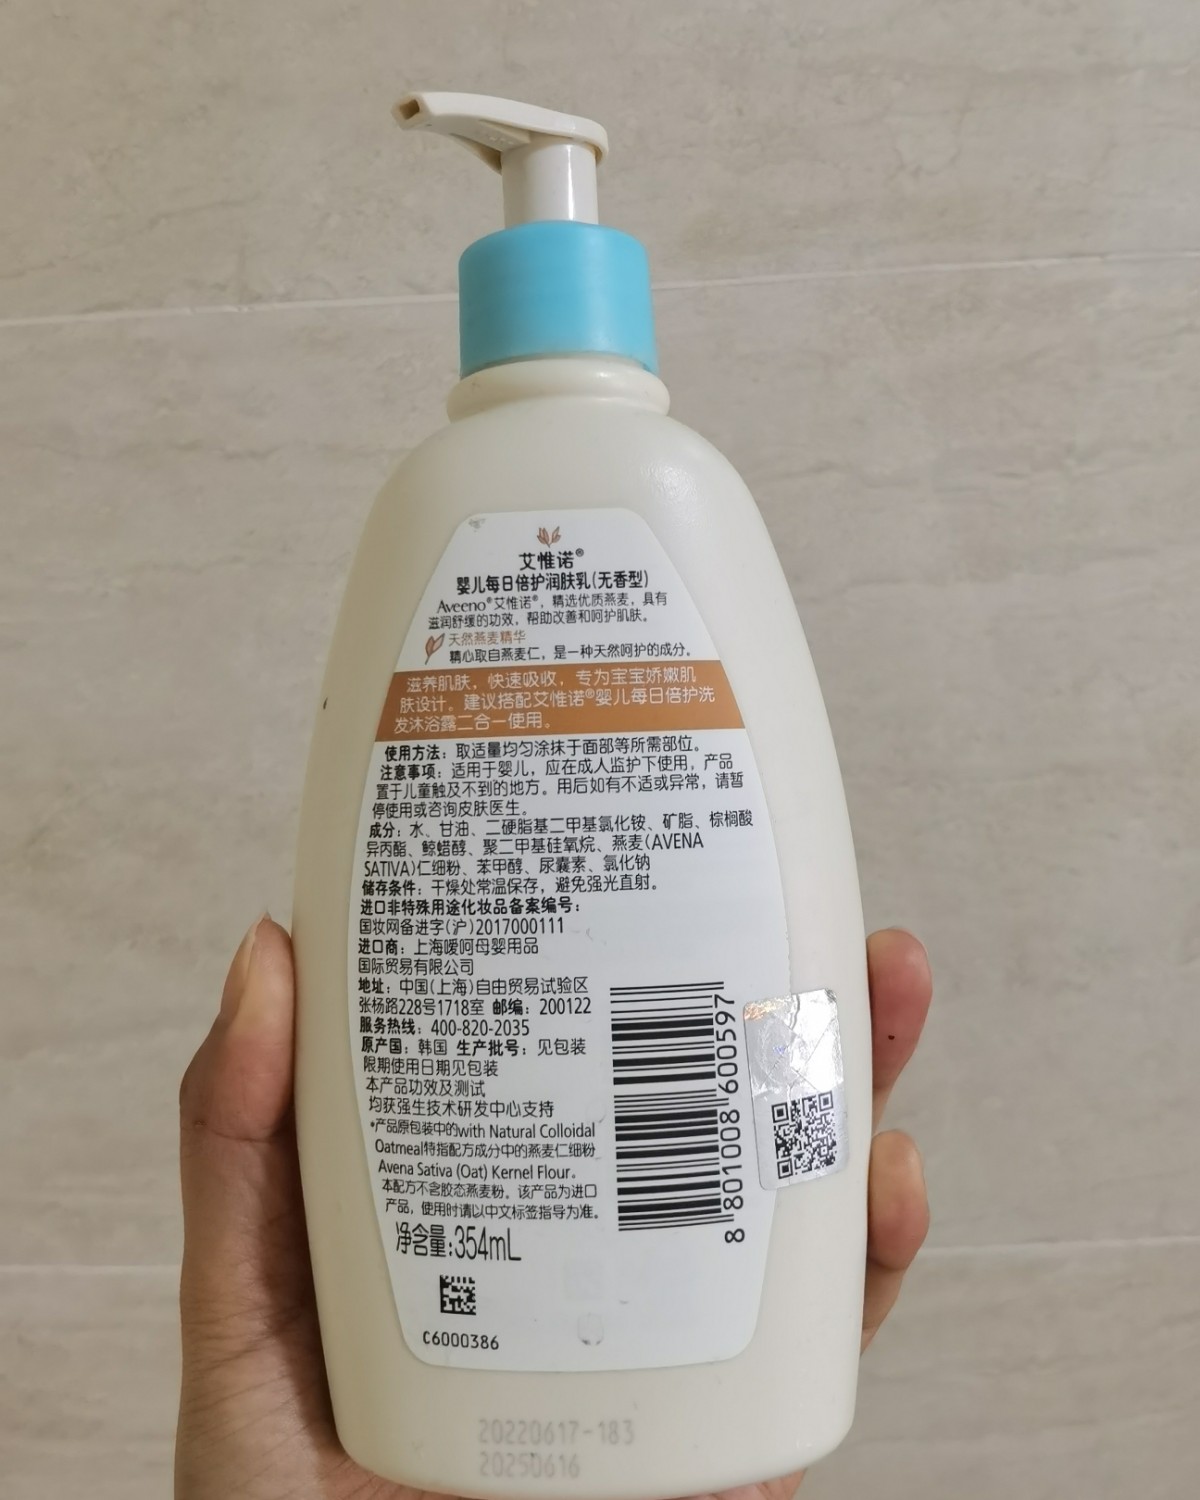 艾惟诺®
婴儿每日倍护润肤乳(无香型)
Aveeno®艾惟诺®，精选优质燕麦，具有
滋润舒缓的功效，帮助改善和呵护肌肤。
天然燕麦精华
精心取自燕麦仁，是一种天然呵护的成分。
滋养肌肤，快速吸收，专为宝宝娇嫩肌
肤设计。建议搭配艾惟诺®婴儿每日倍护洗
发沐浴露二合一使用。
使用方法：取适量均匀涂抹于面部等所需部位。
注意事项：适用于婴儿，应在成人监护下使用，产品
置于儿童触及不到的地方。用后如有不适或异常，请暂
停使用或咨询皮肤医生。
成分：水、甘油、二硬脂基二甲基氯化铵、矿脂、棕榈酸
异丙酯、鲸蜡醇、聚二甲基硅氧烷、燕麦(AVENA
SATIVA)仁细粉、苯甲醇、尿囊素、氯化钠
储存条件：干燥处常温保存，避免强光直射。
进口非特殊用途化妆品备案编号：
国妆网备进字(沪)2017000111
进口商：上海嗳呵母婴用品
国际贸易有限公司
地址：中国(上海)自由贸易试验区
张杨路228号1718室 邮编：200122
服务热线：400-820-2035
原产国：韩国 生产批号：见包装
限期使用日期见包装
本产品功效及测试
均获强生技术研发中心支持
*产品原包装中的with Natural Colloidal
Oatmeal特指配方成分中的燕麦仁细粉
Avena Sativa (Oat) Kernel Flour。
本配方不含胶态燕麦粉。该产品为进口
产品，使用时请以中文标签指导为准。
净含量:354mL
C6000386
8 801008 600597
20220617-183
20250616